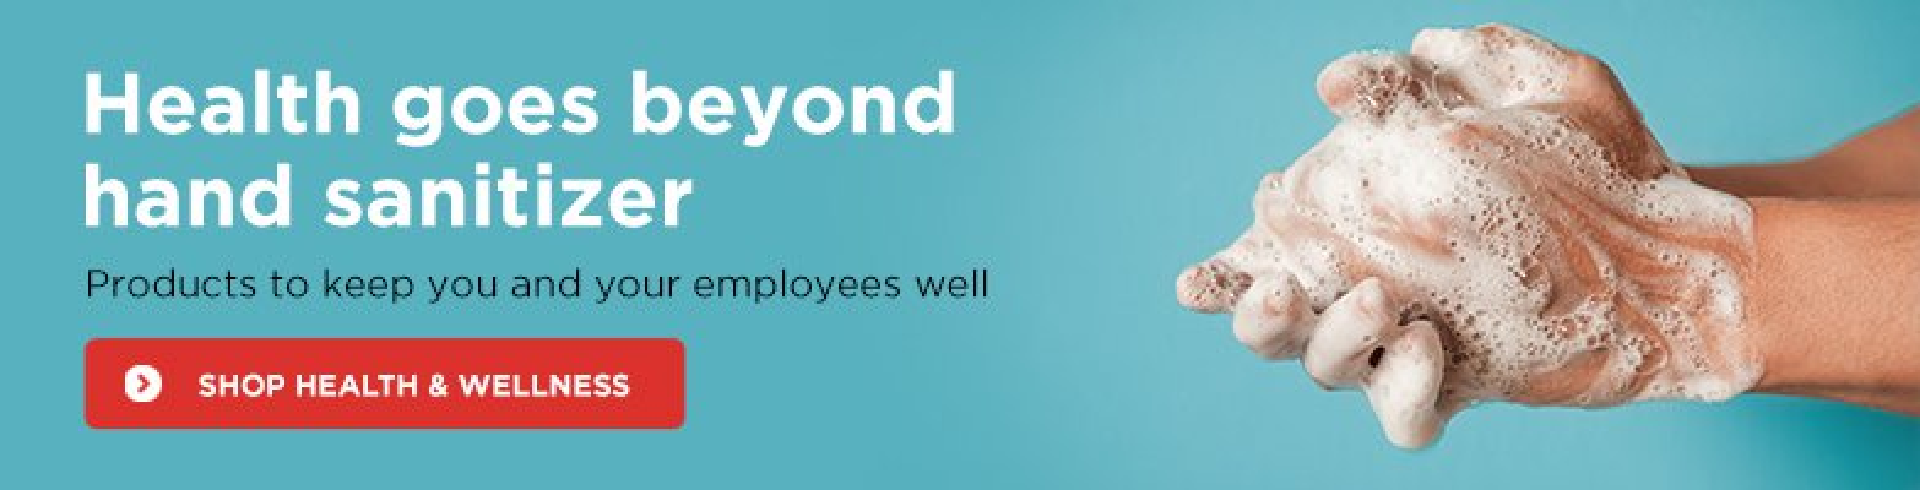 Health goes beyond
hand sanitizer
Products to keep you and your employees well
SHOP HEALTH & WELLNESS